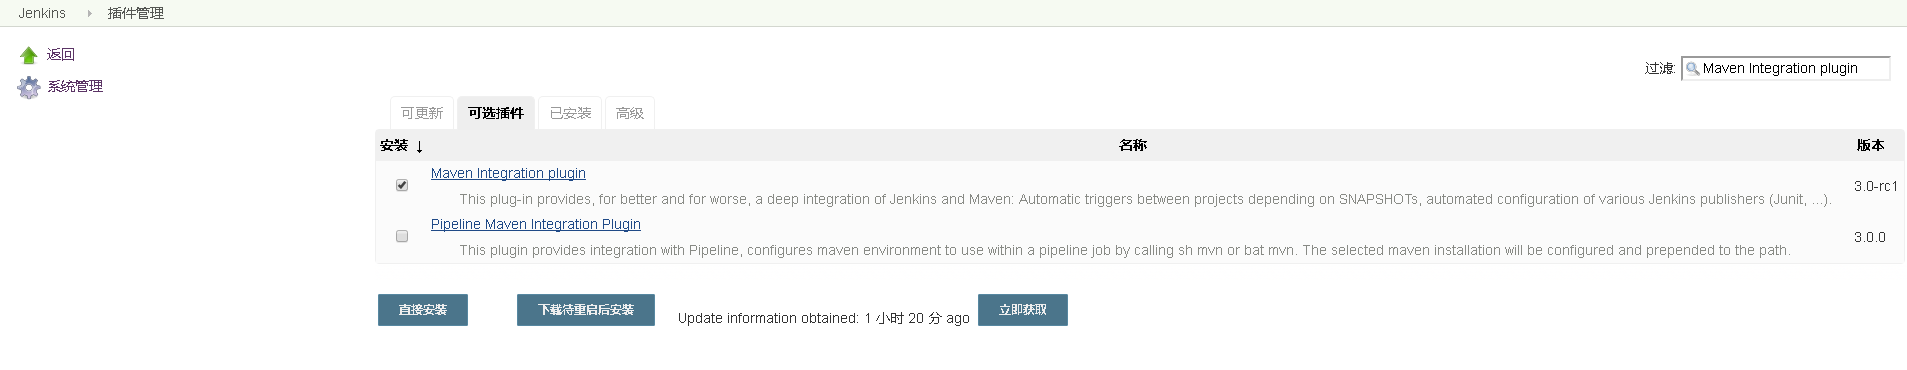 Jenkins 插件管理
返回
系统管理
过滤: Maven Integration plugin
可更新 可选插件 已安装 高级
安装 ↓ 名称 版本
Maven Integration plugin
3.0-rc1
This plug-in provides, for better and for worse, a deep integration of Jenkins and Maven: Automatic triggers between projects depending on SNAPSHOTs, automated configuration of various Jenkins publishers (Junit, ...).
Pipeline Maven Integration Plugin
3.0.0
This plugin provides integration with Pipeline, configures maven environment to use within a pipeline job by calling sh mvn or bat mvn. The selected maven installation will be configured and prepended to the path.
直接安装 下载待重启后安装 Update information obtained: 1 小时 20 分 ago 立即获取